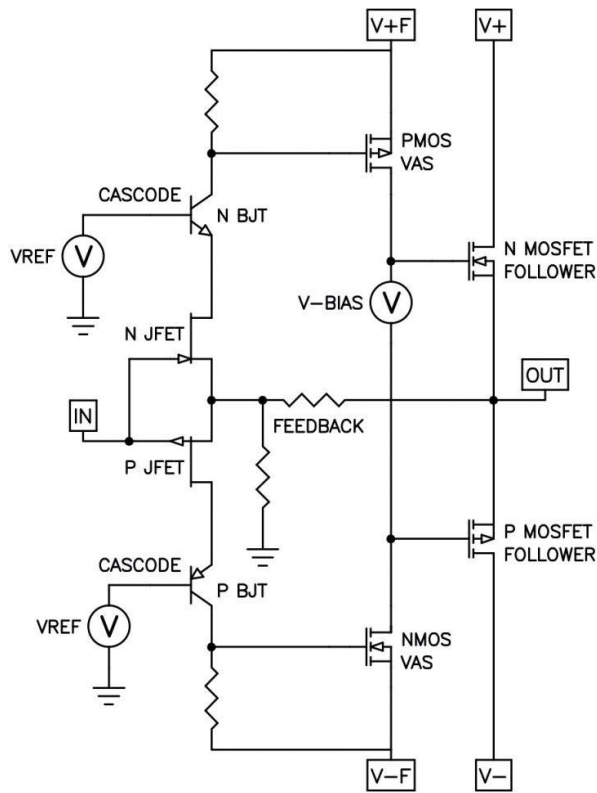 V+F
V+
PMOS
VAS
CASCODE
N BJT
VREF
V
N MOSFET
FOLLOWER
V-BIAS
V
N JFET
OUT
IN
FEEDBACK
P JFET
P MOSFET
FOLLOWER
CASCODE
P BJT
VREF
V
NMOS
VAS
V-F
V-